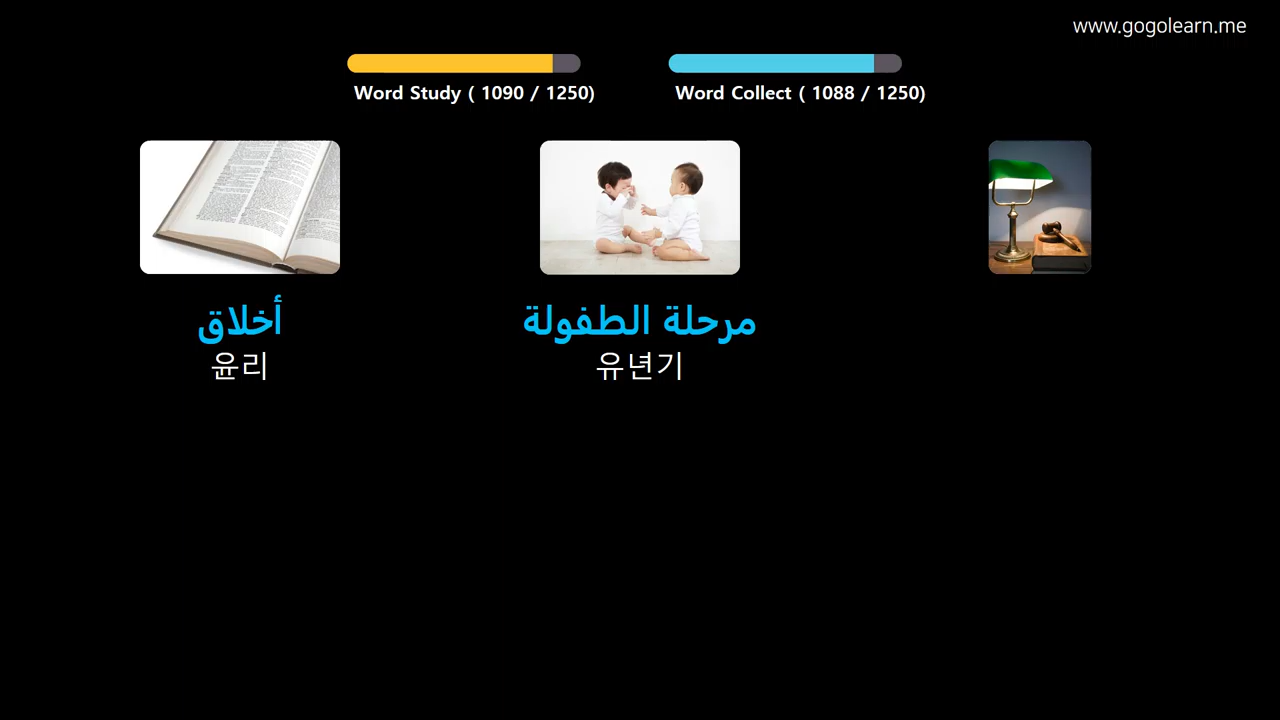 www.gogolearn.me
Word Study ( 1090 / 1250)
Word Collect ( 1088 / 1250)
أخلاق
윤리
مرحلة الطفولة
유년기